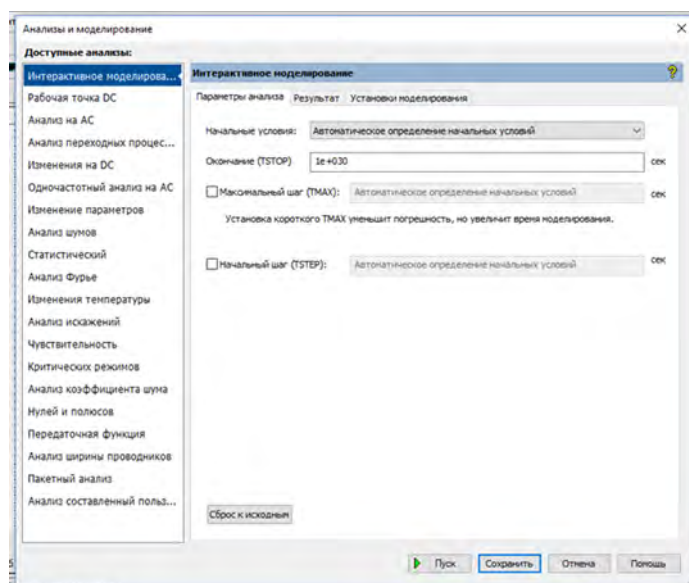 Анализы и моделирование
Доступные анализы:
Интерактивное моделирова...
Рабочая точка DC
Анализ на AC
Анализ переходных процес...
Изменения на DC
Одночастотный анализ на AC
Изменение параметров
Анализ шумов
Статистический
Анализ Фурье
Изменения температуры
Анализ искажений
Чувствительность
Критических режимов
Анализ коэффициента шума
Нулей и полюсов
Передаточная функция
Анализ ширины проводников
Пакетный анализ
Анализ составленный польз...
Интерактивное моделирование
Параметры анализа Результат Установки моделирования
Начальные условия: Автоматическое определение начальных условий
Окончание (TSTOP) 1e+030 сек
Максимальный шаг (TMAX): Автоматическое определение начальных условий сек
Установка короткого TMAX уменьшит погрешность, но увеличит время моделирования.
Начальный шаг (TSTEP): Автоматическое определение начальных условий сек
Сброс к исходным
Пуск Сохранить Отмена Помощь